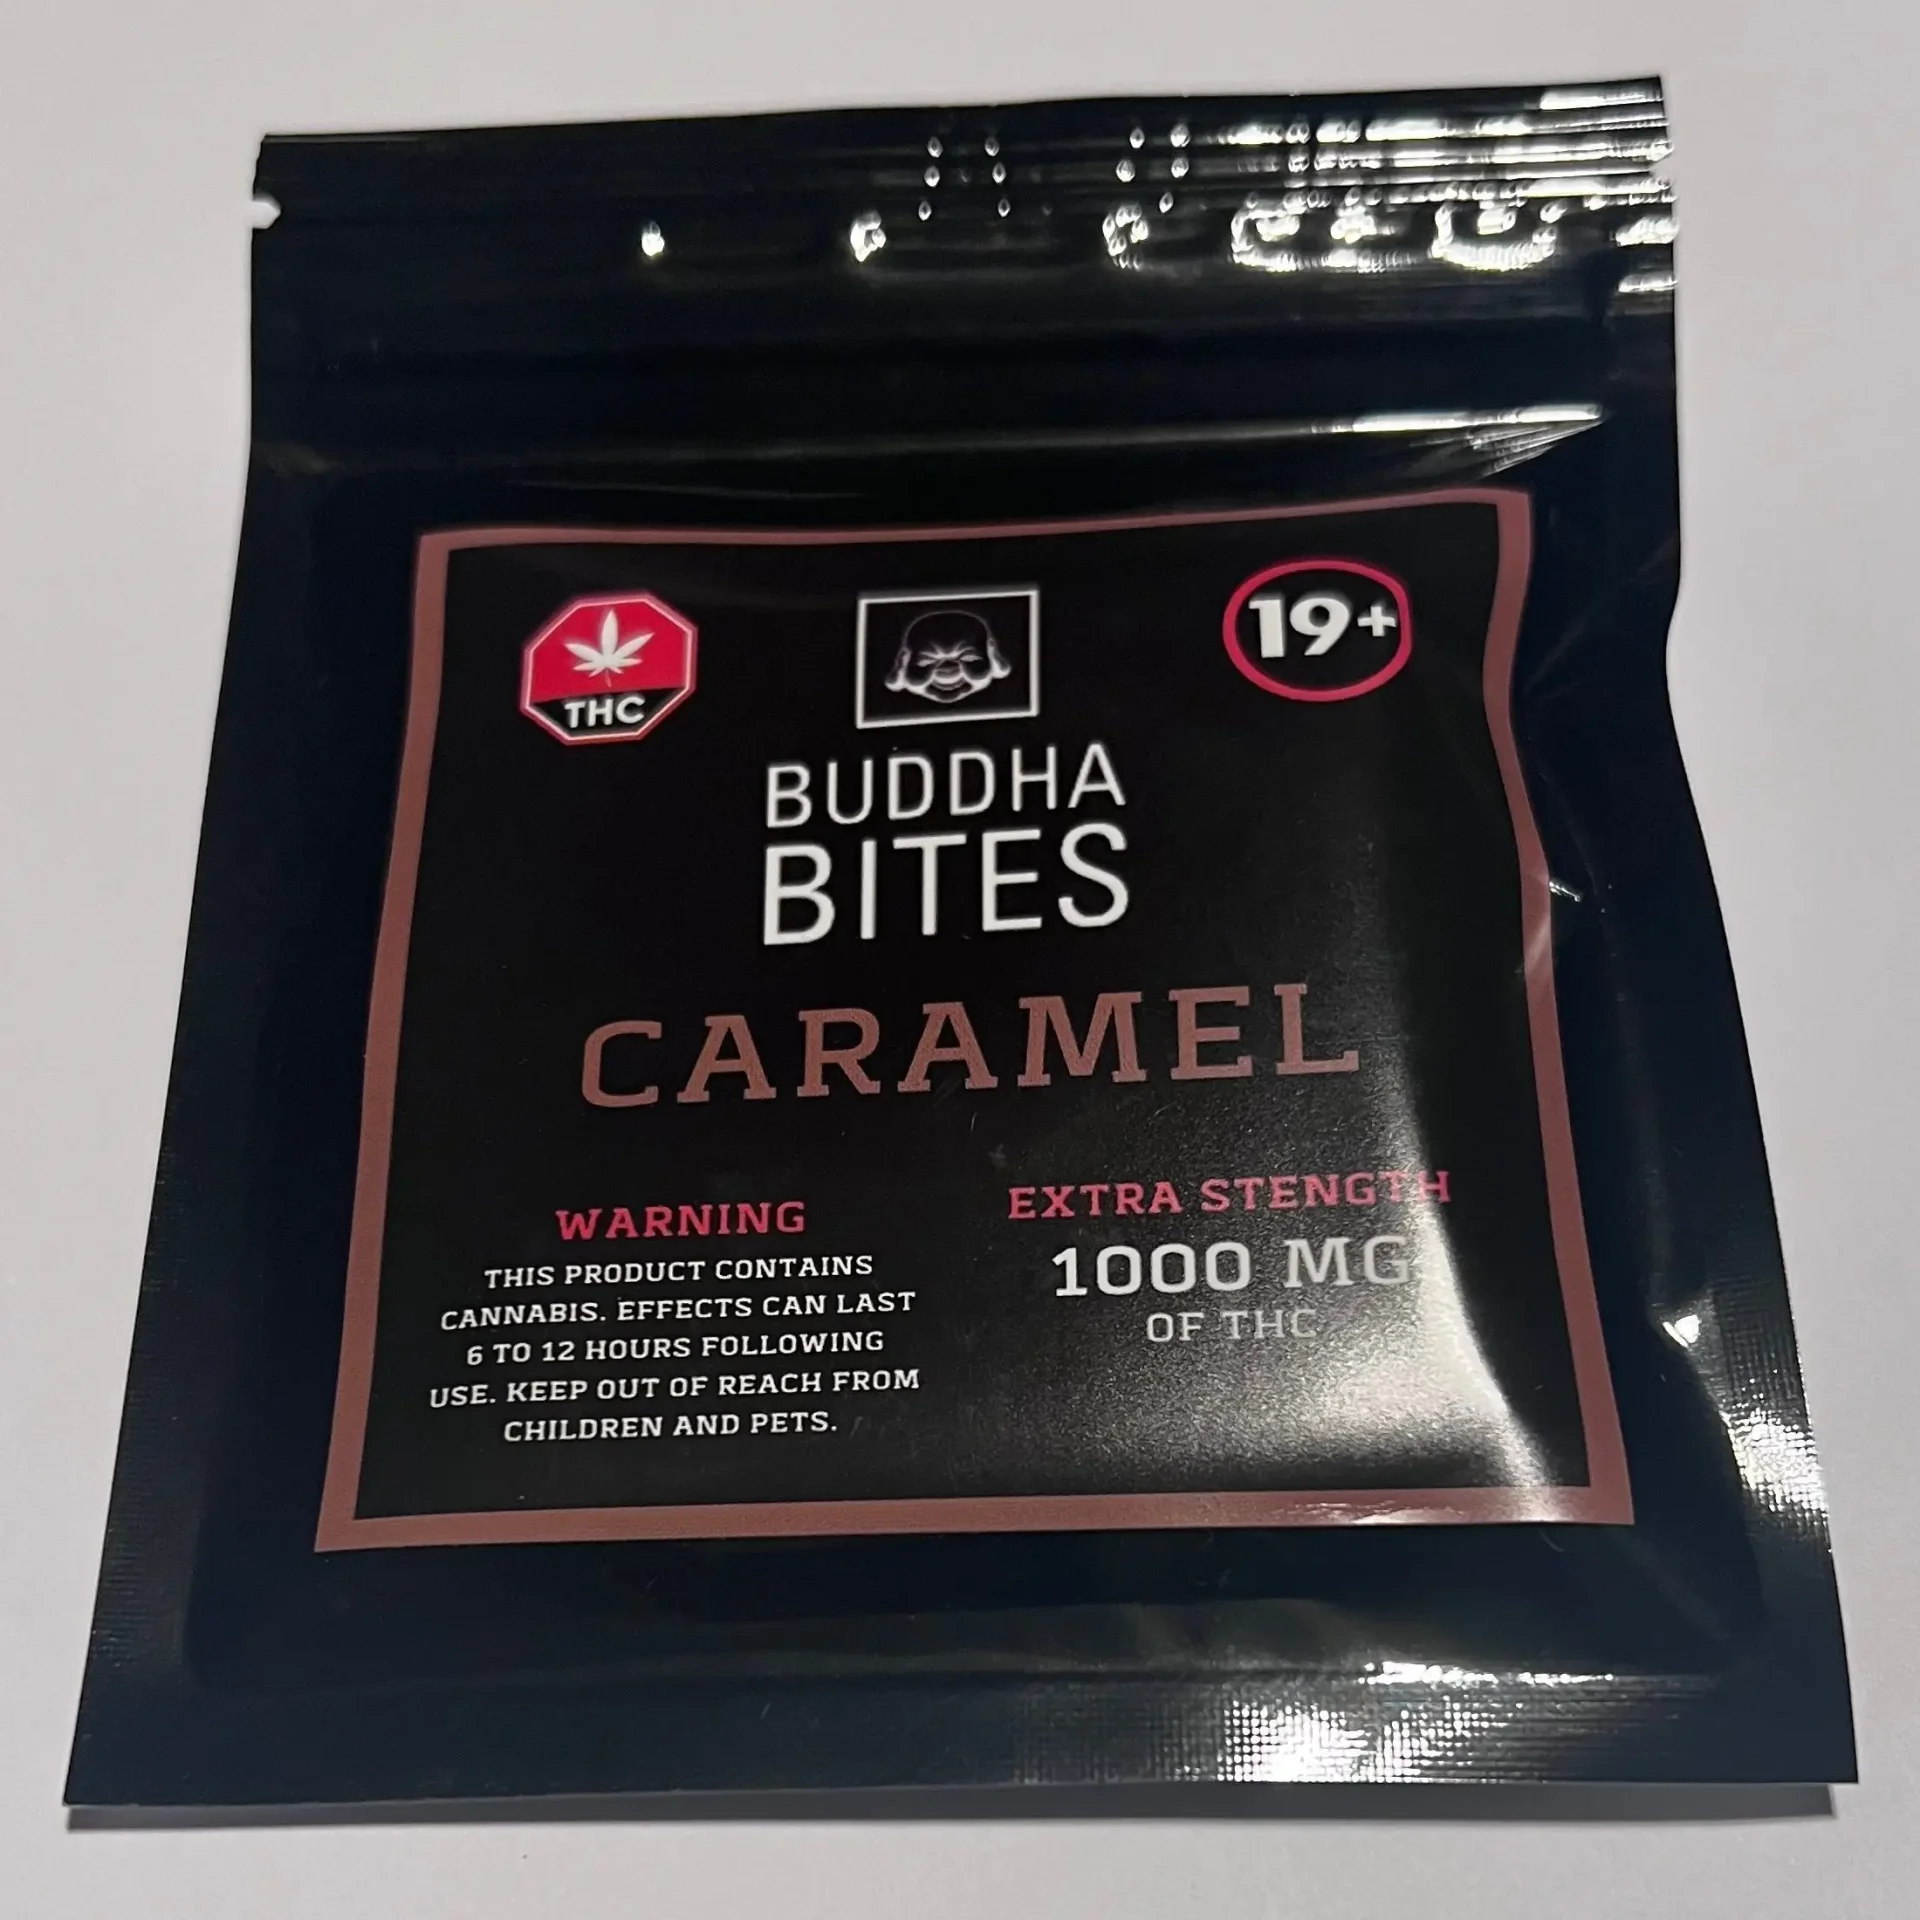 THC
19+
BUDDHA
BITES
CARAMEL
WARNING
THIS PRODUCT CONTAINS
CANNABIS. EFFECTS CAN LAST
6 TO 12 HOURS FOLLOWING
USE. KEEP OUT OF REACH FROM
CHILDREN AND PETS.
EXTRA STENGTH
1000 MG
OF THC